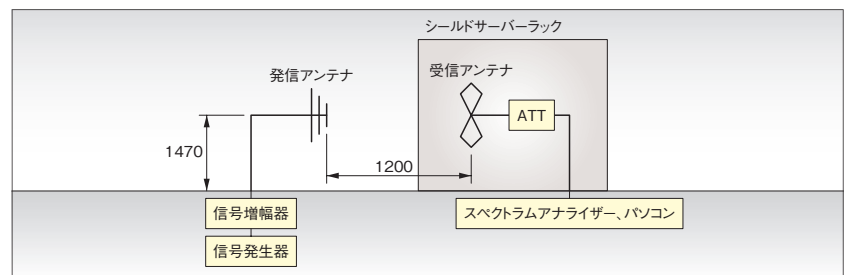 シールドサーバーラック
発信アンテナ
受信アンテナ
ATT
1470
1200
信号増幅器
スペクトラムアナライザー、パソコン
信号発生器